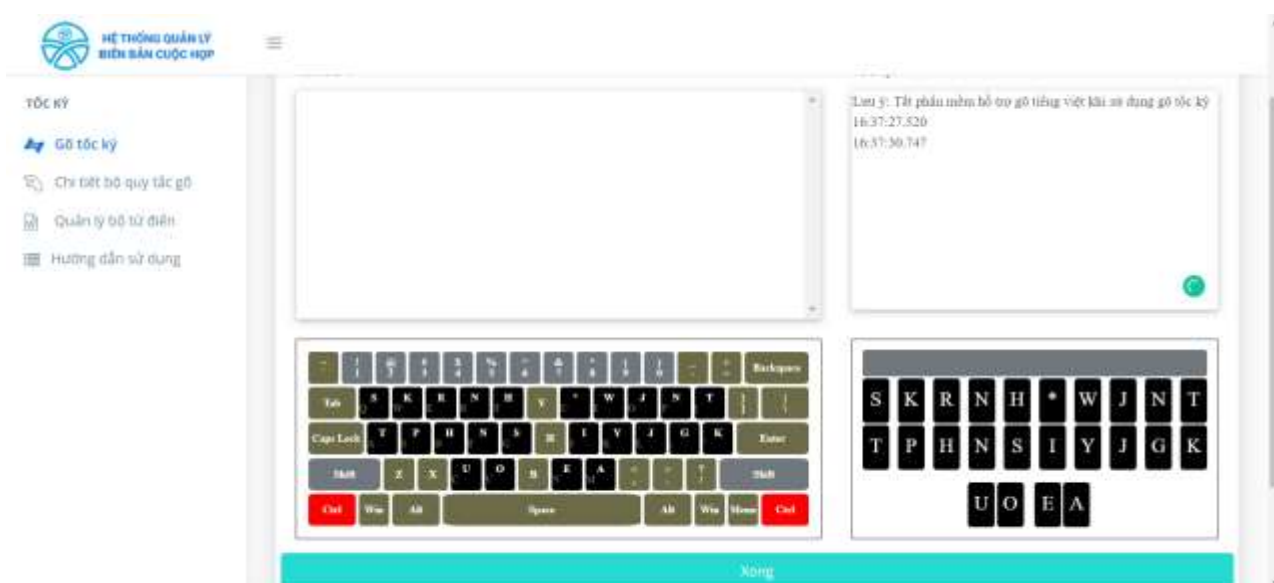 HỆ THỐNG QUẢN LÝ
BIÊN BẢN CUỘC HỌP
TỐC KÝ
Gõ tốc ký
Chi tiết bộ quy tắc gõ
Quản lý bộ từ điển
Hướng dẫn sử dụng
Lưu ý: Tắt phần mềm hỗ trợ gõ tiếng việt khi sử dụng gõ tốc ký
16:37:27.520
16:37:30.747
Backspace
Tab S K R N H Y * W J N T
Caps Lock T P H N S H I Y J G K Enter
Shift Z X U O B E A Shift
Ctrl Win Alt Space Alt Win Menu Ctrl
S K R N H * W J N T
T P H N S I Y J G K
U O E A
Xong